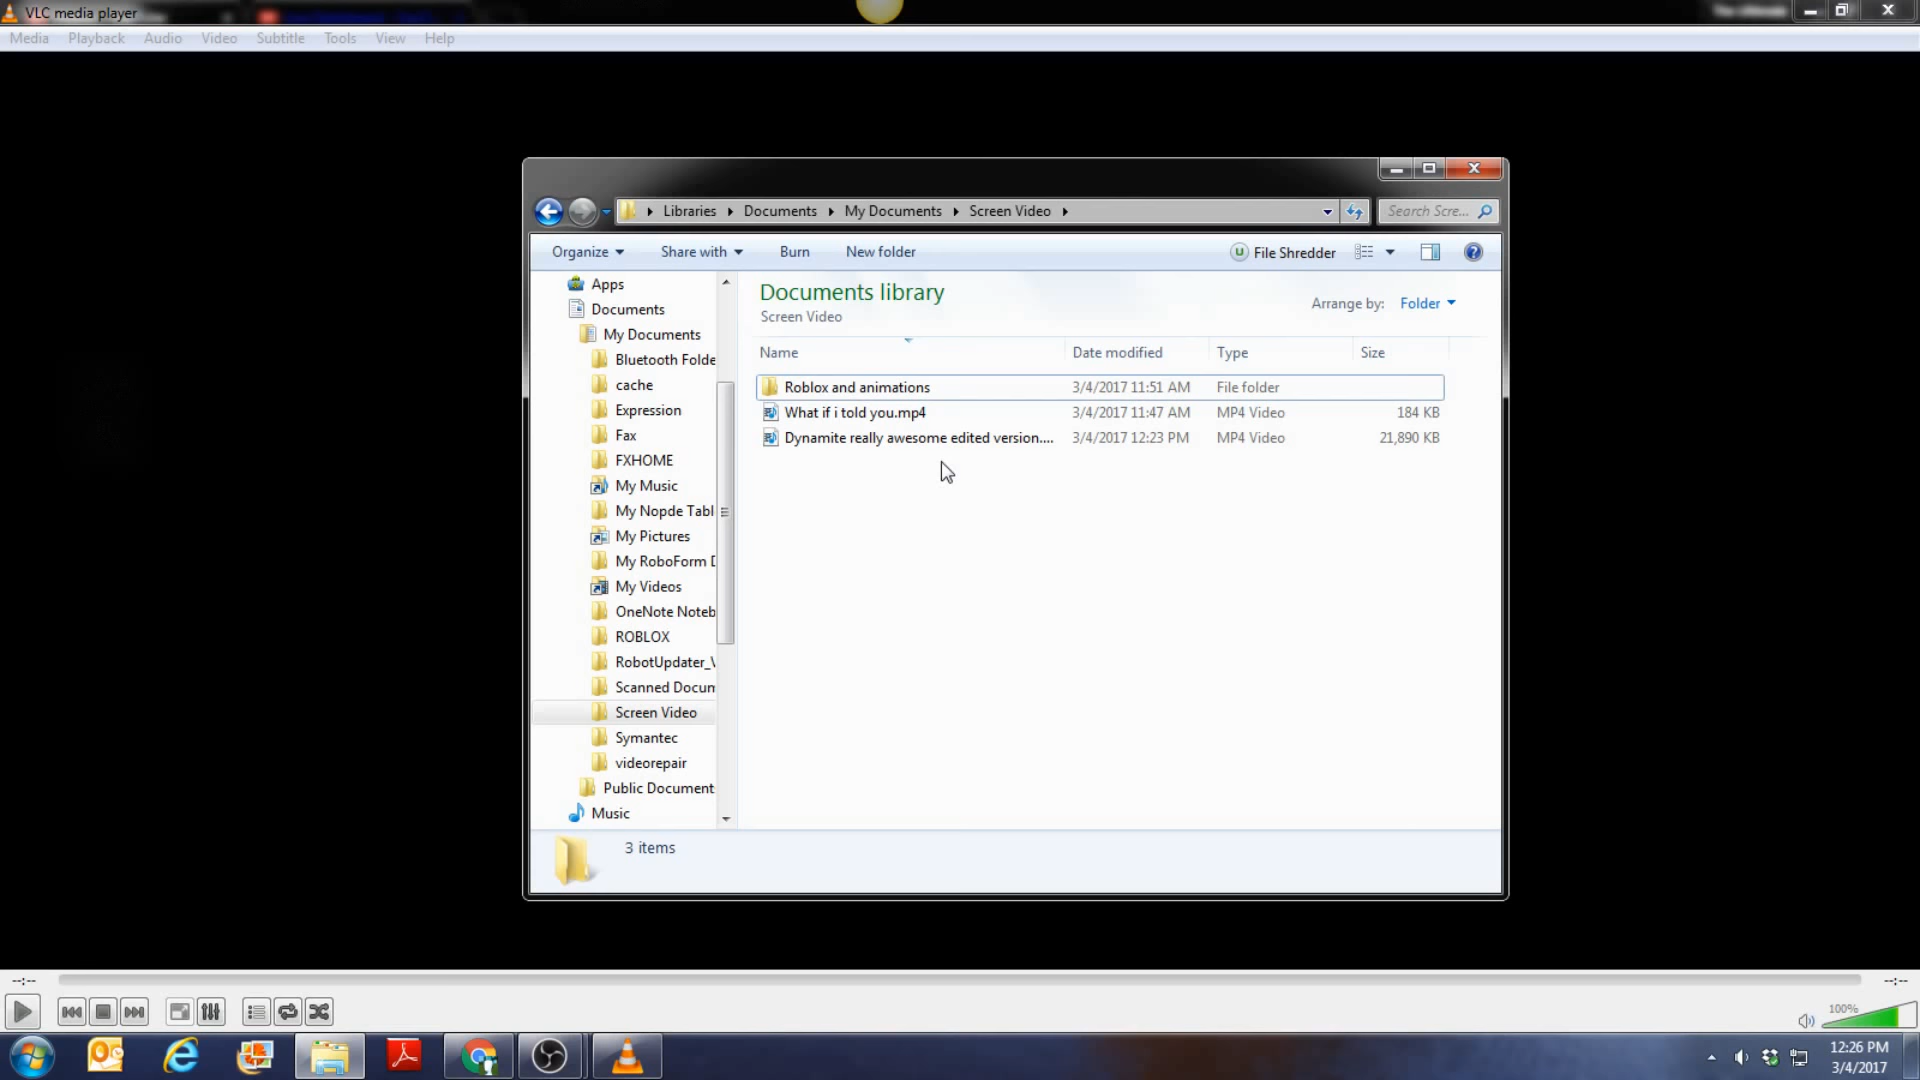 VLC media player
Media Playback Audio Video Subtitle Tools View Help
Libraries Documents My Documents Screen Video
Search Scre...
Organize Share with Burn New folder File Shredder
Apps
Documents
My Documents
Bluetooth Folde
cache
Expression
Fax
FXHOME
My Music
My Nopde Tabl
My Pictures
My RoboForm D
My Videos
OneNote Noteb
ROBLOX
RobotUpdater_V
Scanned Docum
Screen Video
Symantec
videorepair
Public Document
Music
Documents library
Screen Video
Arrange by: Folder
Name Date modified Type Size
Roblox and animations 3/4/2017 11:51 AM File folder
What if i told you.mp4 3/4/2017 11:47 AM MP4 Video 184 KB
Dynamite really awesome edited version.... 3/4/2017 12:23 PM MP4 Video 21,890 KB
3 items
--:-- --:--
100%
12:26 PM
3/4/2017